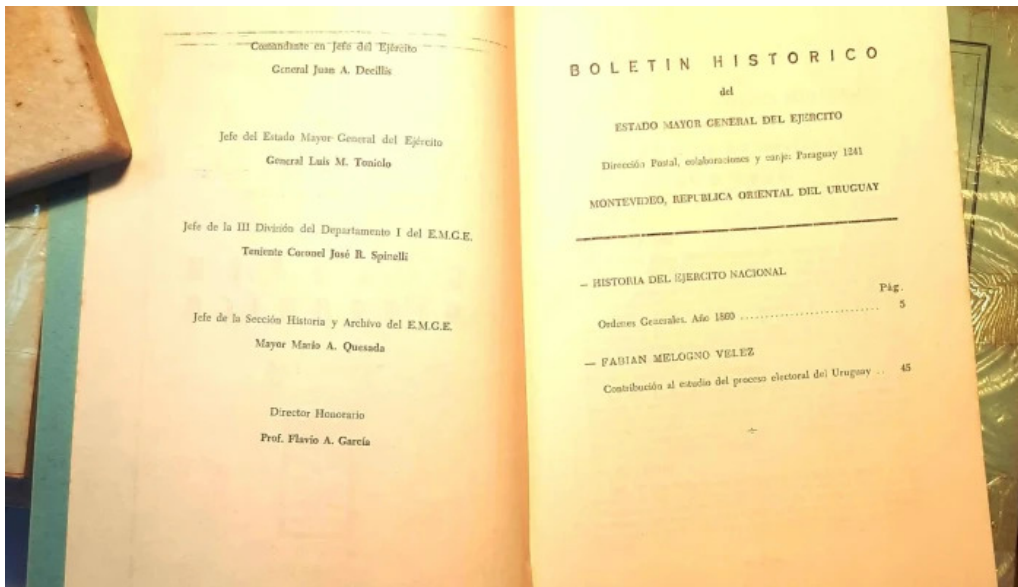 Comandante en Jefe del Ejército
General Juan A. Decillis
Jefe del Estado Mayor General del Ejército
General Luis M. Toniolo
Jefe de la III División del Departamento I del E.M.G.E.
Teniente Coronel José R. Spinelli
Jefe de la Sección Historia y Archivo del E.M.G.E.
Mayor Mario A. Quesada
Director Honorario
Prof. Flavio A. García
BOLETIN HISTORICO
del
ESTADO MAYOR GENERAL DEL EJERCITO
Dirección Postal, colaboraciones y canje: Paraguay 1241
MONTEVIDEO, REPUBLICA ORIENTAL DEL URUGUAY
— HISTORIA DEL EJERCITO NACIONAL
Pág.
Ordenes Generales. Año ............................ 5
— FABIAN MELOGNO VELEZ
Contribución al estudio del proceso electoral del Uruguay .. 45